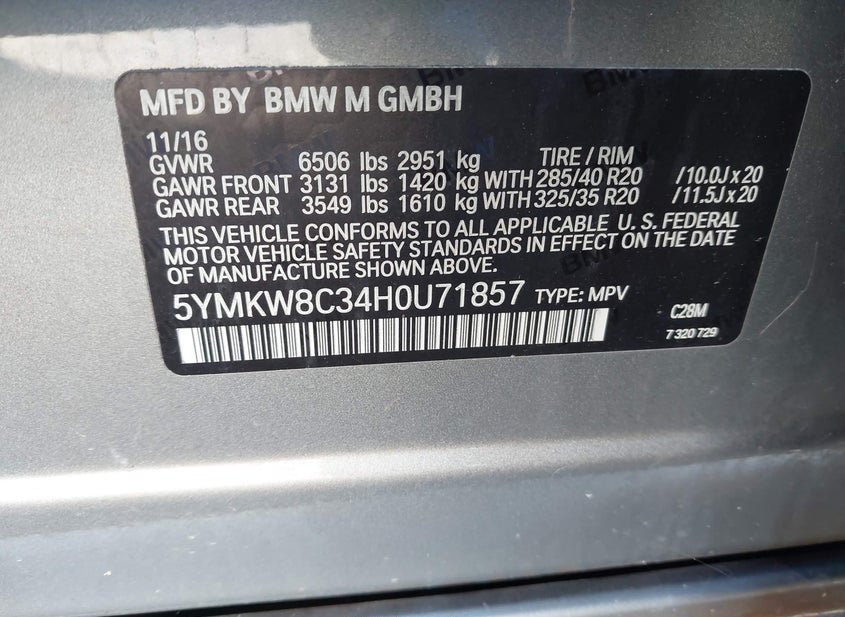 MFD BY BMW M GMBH
11/16
GVWR 6506 lbs 2951 kg TIRE / RIM
GAWR FRONT 3131 lbs 1420 kg WITH 285/40 R20 /10.0J x 20
GAWR REAR 3549 lbs 1610 kg WITH 325/35 R20 /11.5J x 20
THIS VEHICLE CONFORMS TO ALL APPLICABLE U. S. FEDERAL
MOTOR VEHICLE SAFETY STANDARDS IN EFFECT ON THE DATE
OF MANUFACTURE SHOWN ABOVE.
5YMKW8C34H0U71857 TYPE: MPV C28M
7 320 729